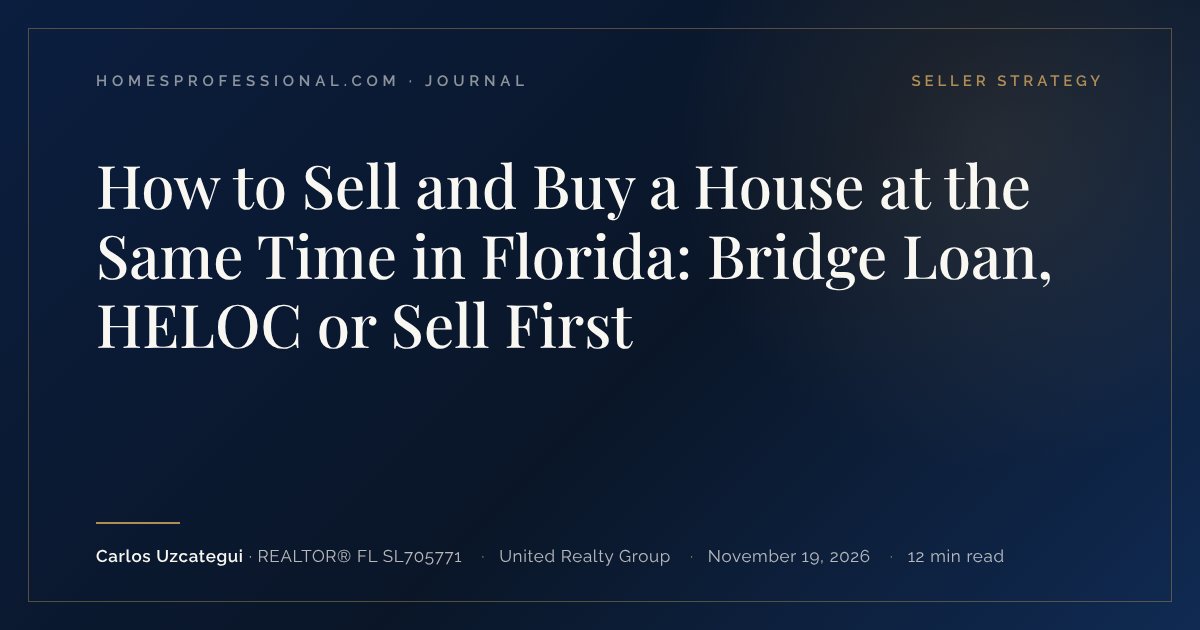 HOMESPROFESSIONAL.COM · JOURNAL
SELLER STRATEGY
How to Sell and Buy a House at the
Same Time in Florida: Bridge Loan,
HELOC or Sell First
Carlos Uzcategui · REALTOR® FL SL705771 · United Realty Group · November 19, 2026 · 12 min read